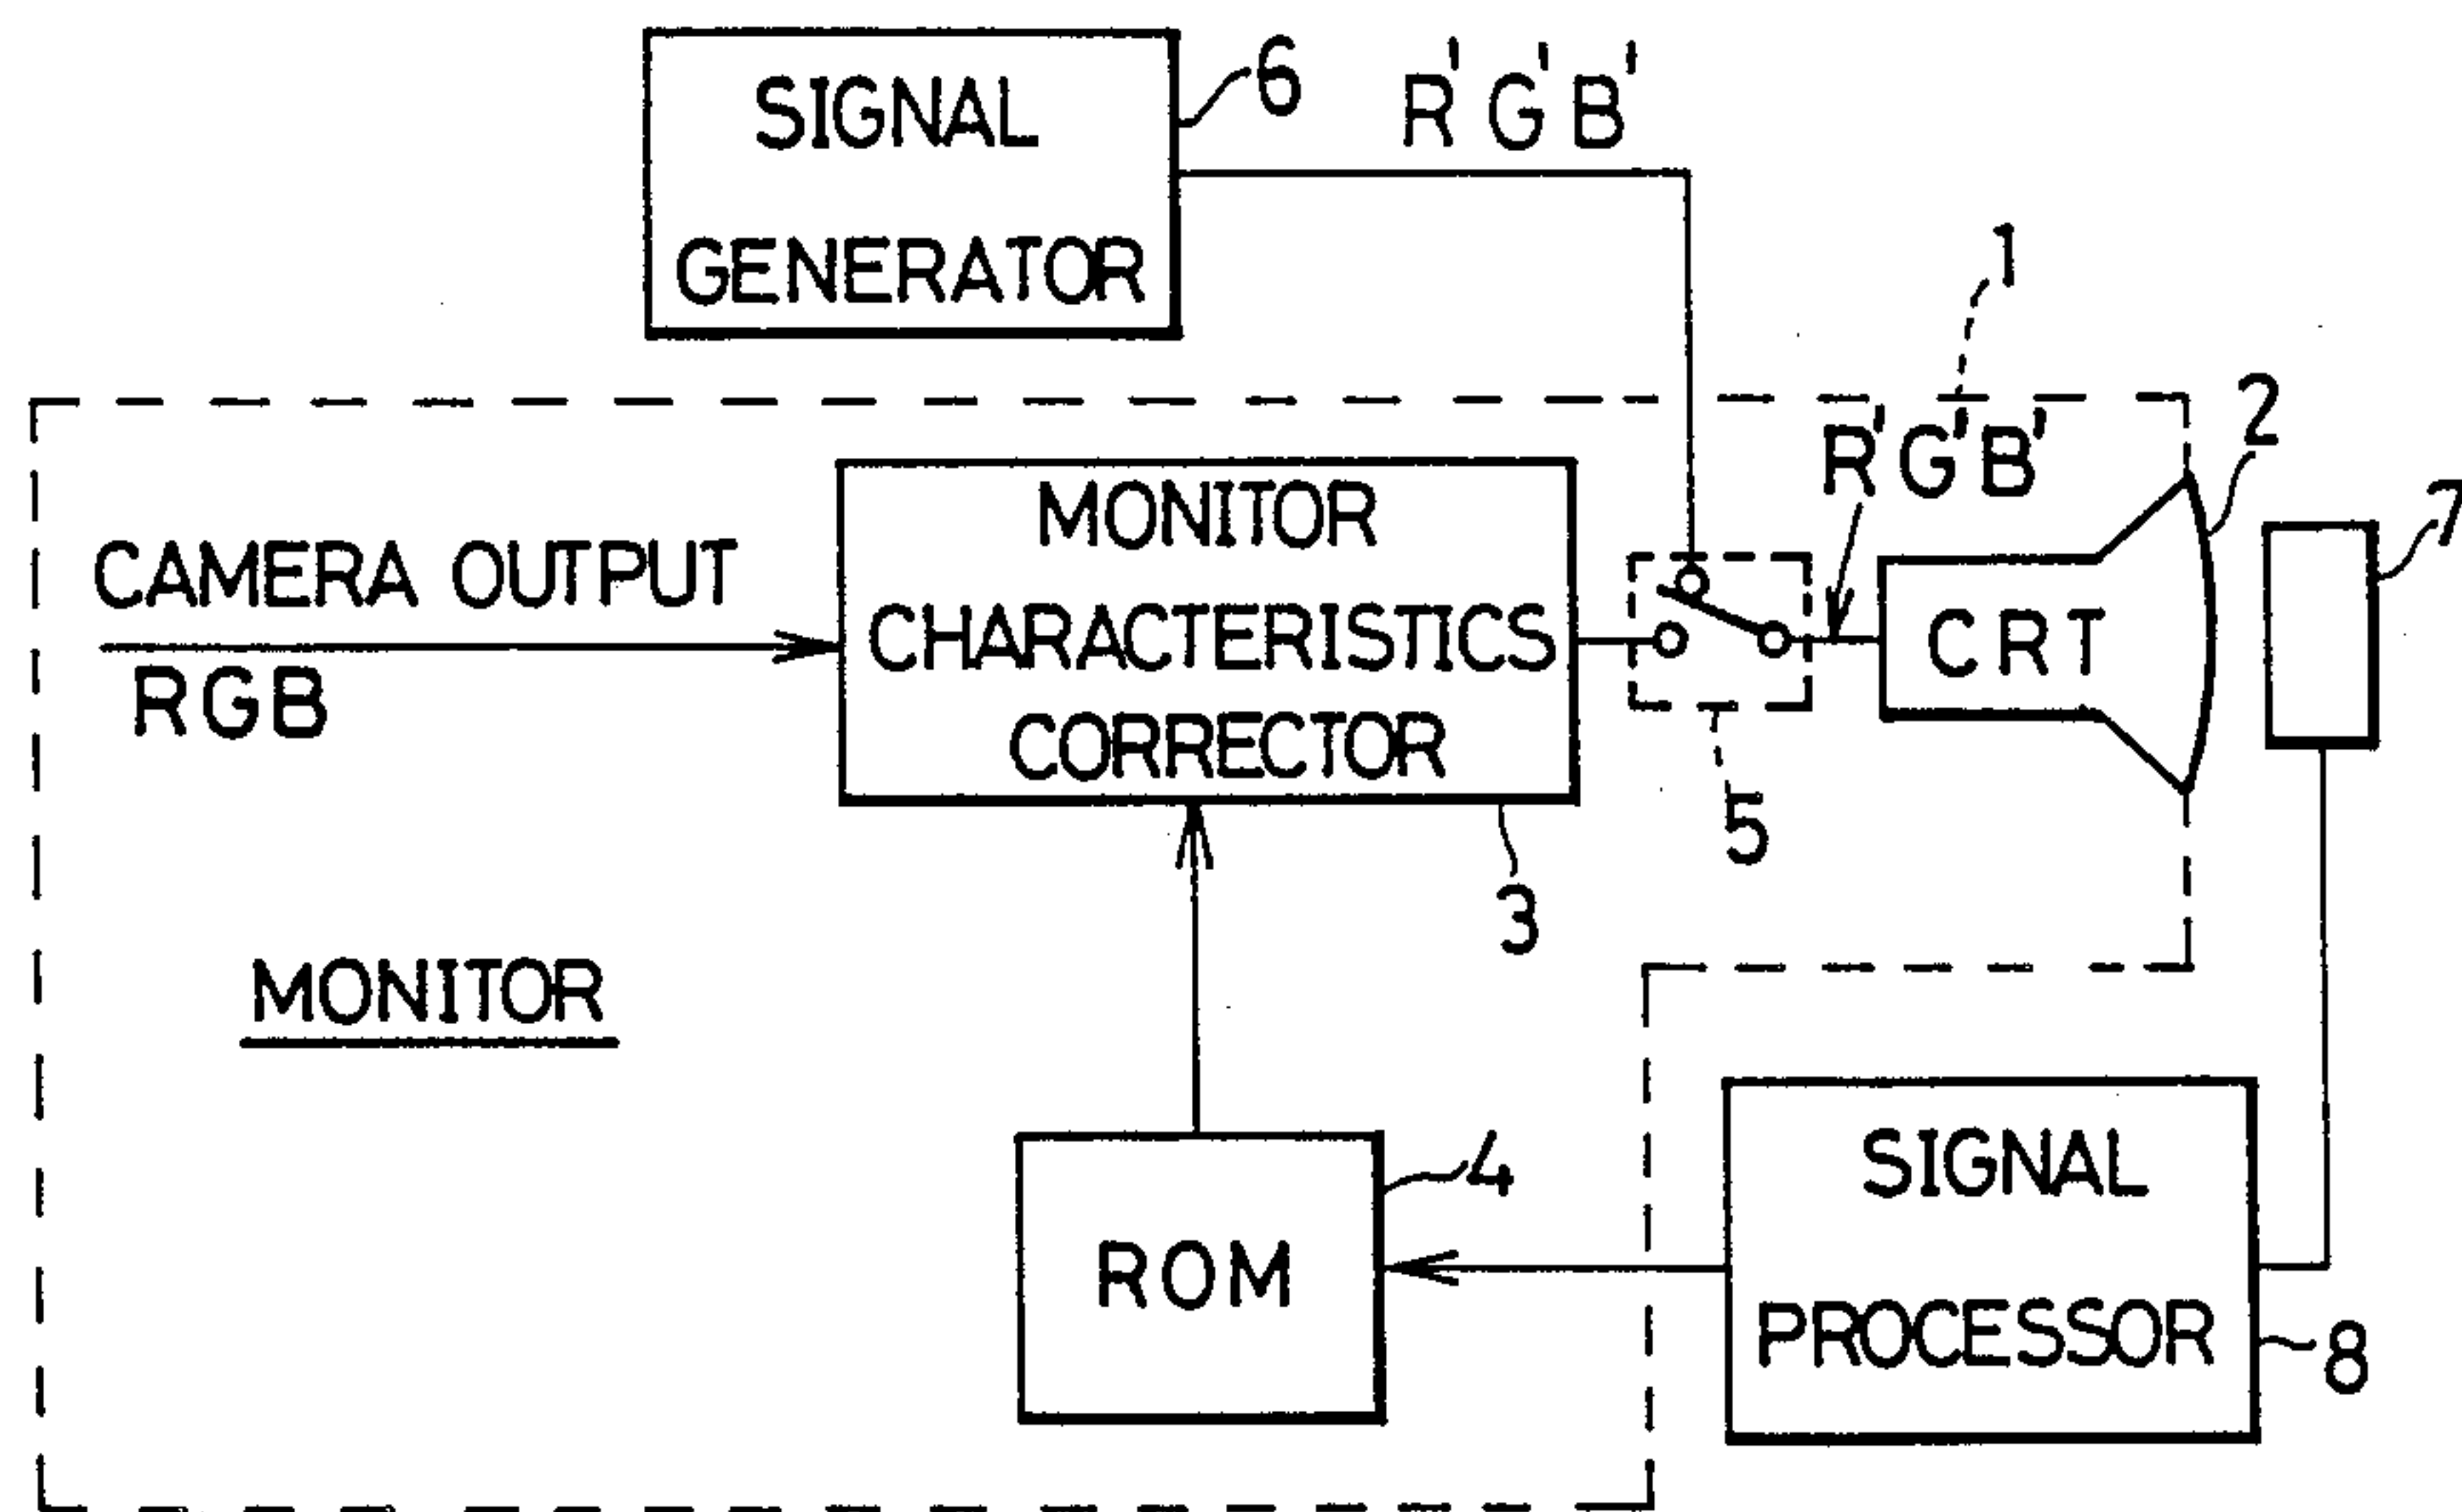 SIGNAL
GENERATOR
6
R'G'B'
1
2
7
R'G'B'
CAMERA OUTPUT
RGB
MONITOR
CHARACTERISTICS
CORRECTOR
CRT
5
3
MONITOR
ROM
4
SIGNAL
PROCESSOR
8